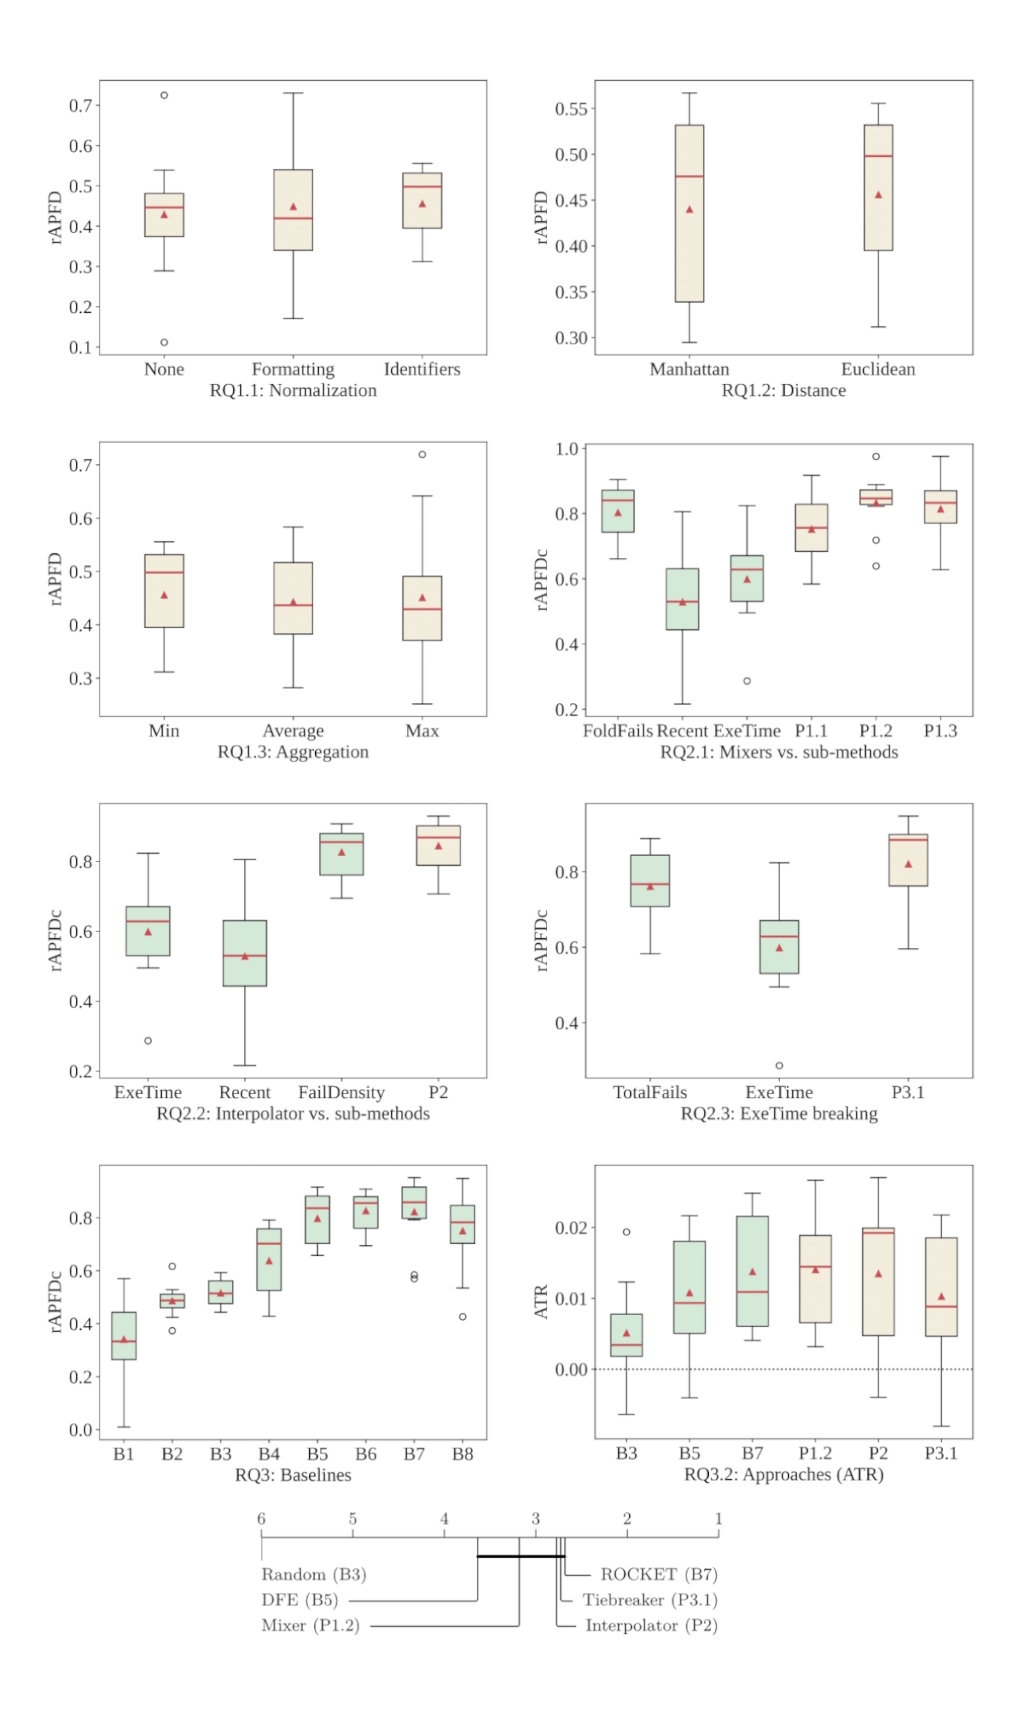 rAPFD
0.7
0.6
0.5
0.4
0.3
0.2
0.1
None Formatting Identifiers
RQ1.1: Normalization
rAPFD
0.55
0.50
0.45
0.40
0.35
0.30
Manhattan Euclidean
RQ1.2: Distance
rAPFD
0.7
0.6
0.5
0.4
0.3
Min Average Max
RQ1.3: Aggregation
rAPFDc
1.0
0.8
0.6
0.4
0.2
FoldFails Recent ExeTime P1.1 P1.2 P1.3
RQ2.1: Mixers vs. sub-methods
rAPFDc
0.8
0.6
0.4
0.2
ExeTime Recent FailDensity P2
RQ2.2: Interpolator vs. sub-methods
rAPFDc
0.8
0.6
0.4
TotalFails ExeTime P3.1
RQ2.3: ExeTime breaking
rAPFDc
0.8
0.6
0.4
0.2
0.0
B1 B2 B3 B4 B5 B6 B7 B8
RQ3: Baselines
ATR
0.02
0.01
0.00
B3 B5 B7 P1.2 P2 P3.1
RQ3.2: Approaches (ATR)
6 5 4 3 2 1
Random (B3) ROCKET (B7)
DFE (B5) Tiebreaker (P3.1)
Mixer (P1.2) Interpolator (P2)